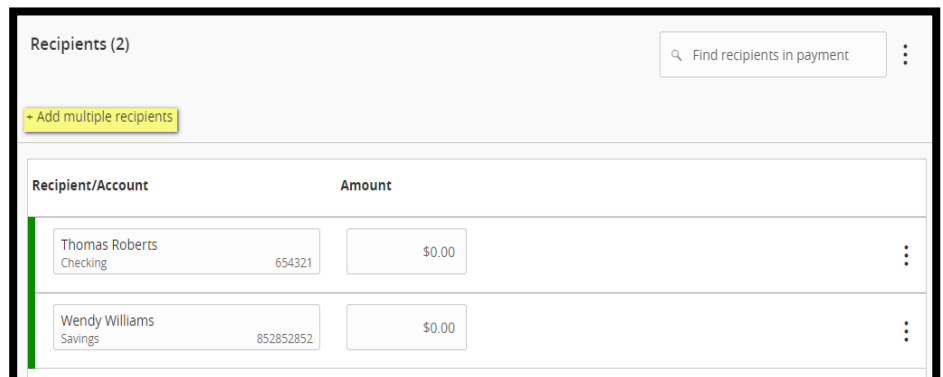 Recipients (2)
Find recipients in payment
+ Add multiple recipients
Recipient/Account Amount
Thomas Roberts
Checking 654321 $0.00
Wendy Williams
Savings 852852852 $0.00